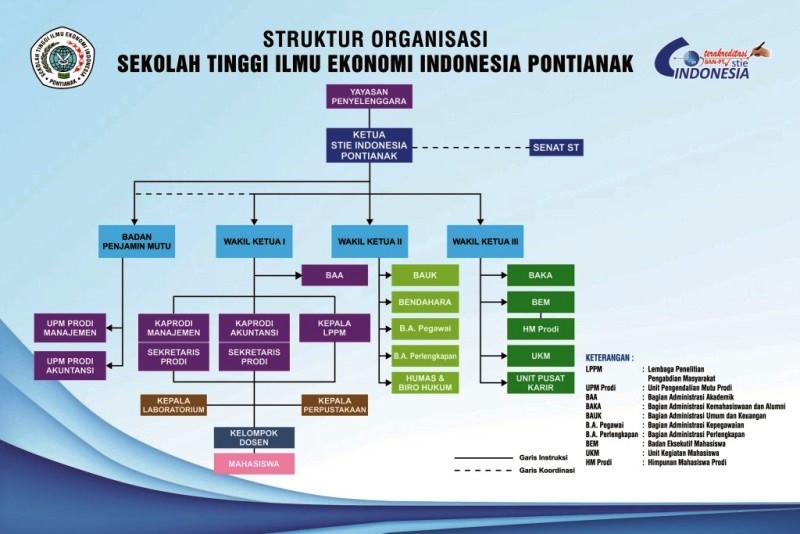 STRUKTUR ORGANISASI
SEKOLAH TINGGI ILMU EKONOMI INDONESIA PONTIANAK
SEKOLAH TINGGI ILMU EKONOMI INDONESIA
PONTIANAK
terakreditasi
BAN-PT
stie
INDONESIA
YAYASAN
PENYELENGGARA
KETUA
STIE INDONESIA
PONTIANAK
SENAT ST
BADAN
PENJAMIN MUTU
WAKIL KETUA I
WAKIL KETUA II
WAKIL KETUA III
BAA
BAUK
BAKA
UPM PRODI
MANAJEMEN
UPM PRODI
AKUNTANSI
KAPRODI
MANAJEMEN
KAPRODI
AKUNTANSI
KEPALA
LPPM
SEKRETARIS
PRODI
SEKRETARIS
PRODI
BENDAHARA
B.A. Pegawai
B.A. Perlengkapan
HUMAS &
BIRO HUKUM
BEM
HM Prodi
UKM
UNIT PUSAT
KARIR
KEPALA
LABORATORIUM
KEPALA
PERPUSTAKAAN
KELOMPOK
DOSEN
MAHASISWA
Garis Instruksi
Garis Koordinasi
KETERANGAN :
LPPM : Lembaga Penelitian
Pengabdian Masyarakat
UPM Prodi : Unit Pengendalian Mutu Prodi
BAA : Bagian Administrasi Akademik
BAKA : Bagian Administrasi Kemahasiswaan dan Alumni
BAUK : Bagian Administrasi Umum dan Keuangan
B.A. Pegawai : Bagian Administrasi Kepegawaian
B.A. Perlengkapan : Bagian Administrasi Perlengkapan
BEM : Badan Eksekutif Mahasiswa
UKM : Unit Kegiatan Mahasiswa
HM Prodi : Himpunan Mahasiswa Prodi